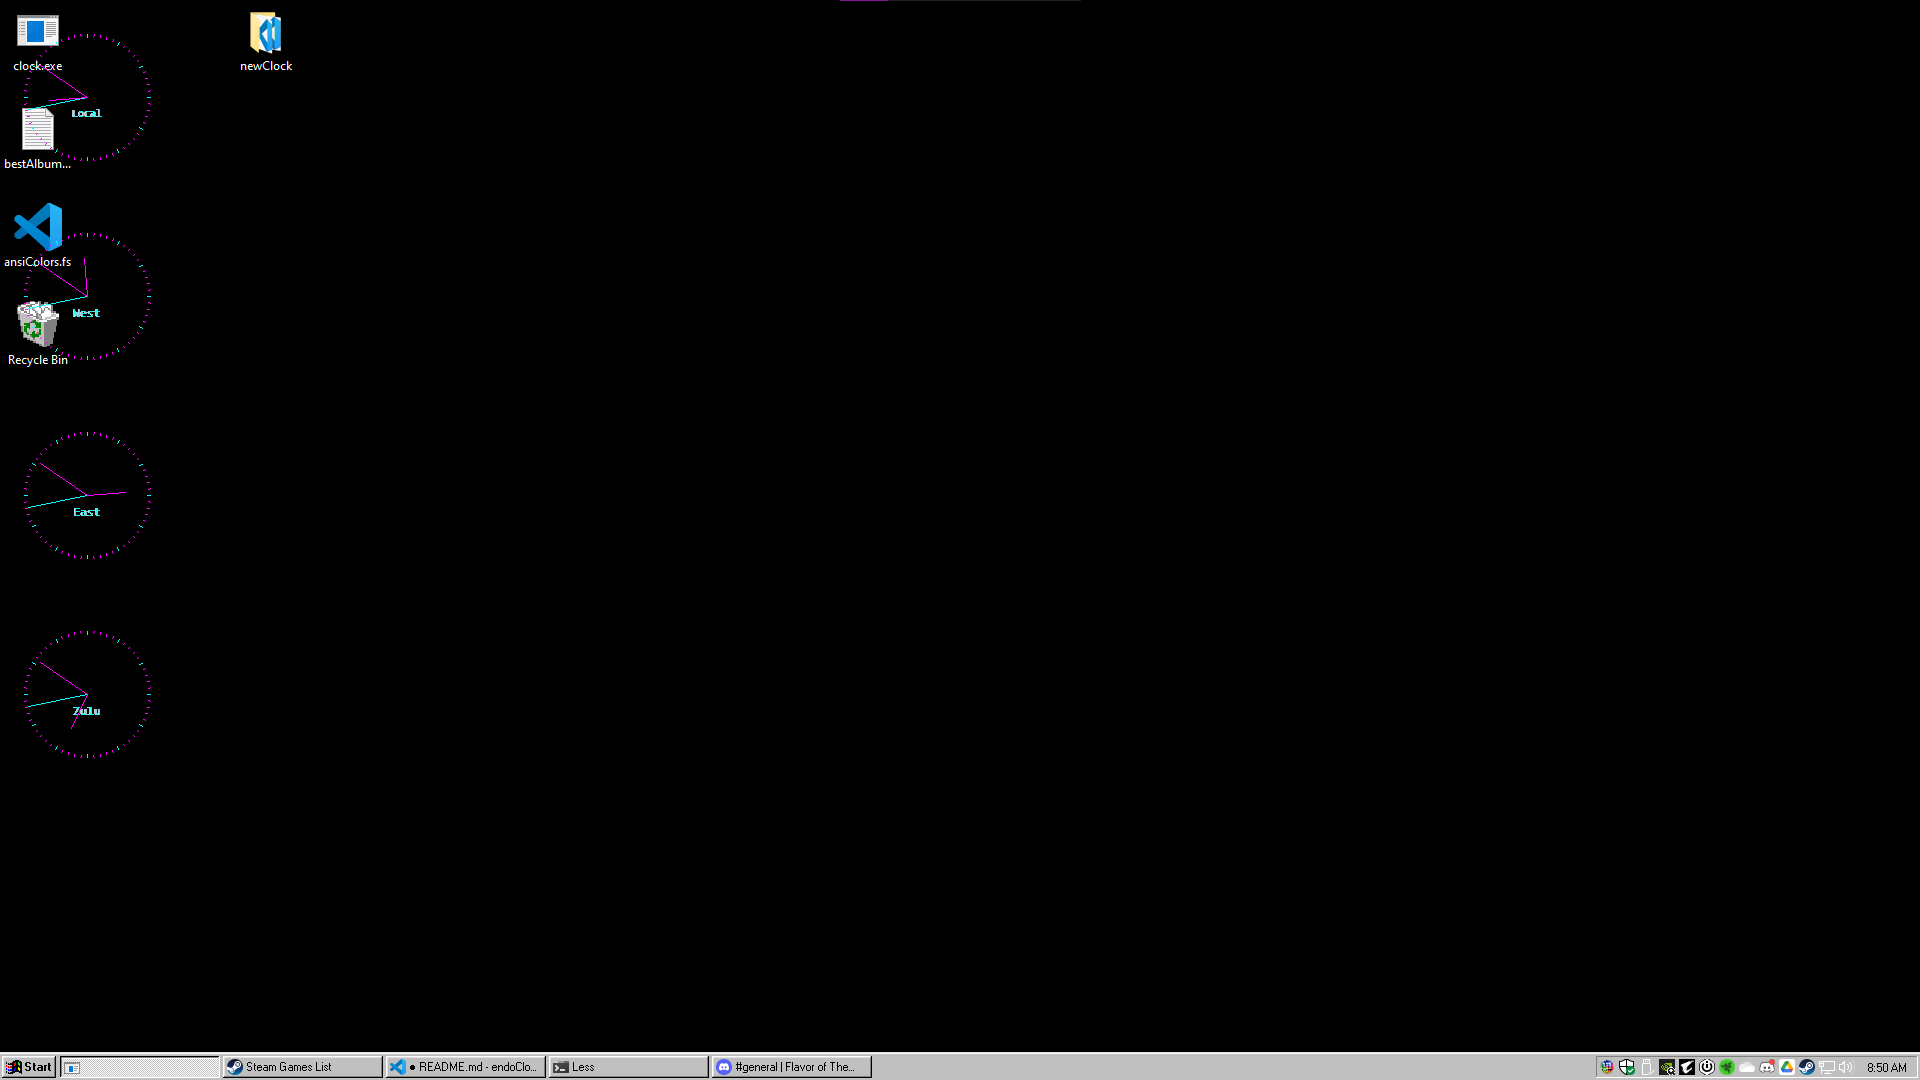 clock.exe
newClock
Local
bestAlbum...
ansiColors.fs
West
Recycle Bin
East
Zulu
Start
Steam Games List
● README.md - endoClo...
Less
#general | Flavor of The...
8:50 AM